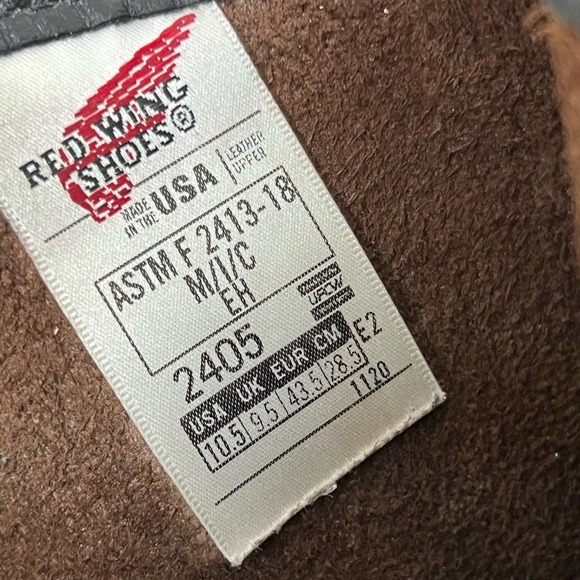 RED WING
SHOES®
MADE IN THE USA LEATHER UPPER
ASTM F 2413-18
M/I/C
EH
2405 UFCW
USA UK EUR CM
10.5 9.5 43.5 28.5 E2
1120